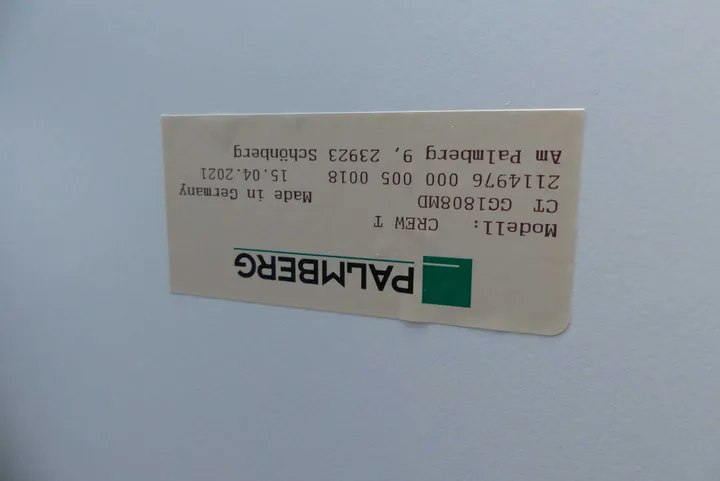 PALMBERG
Modell: CREW T
CT GG1808MD Made in Germany
2114976 000 005 0018 15.04.2021
Am Palmberg 9, 23923 Schönberg